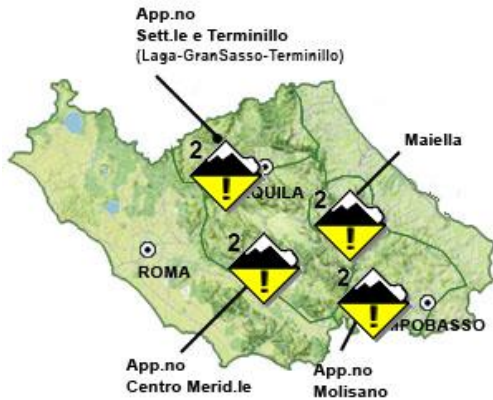 App.no
Sett.le e Terminillo
(Laga-GranSasso-Terminillo)
Maiella
2
QUILA
2
2
ROMA
2
MPOBASSO
App.no
Centro Merid.le
App.no
Molisano